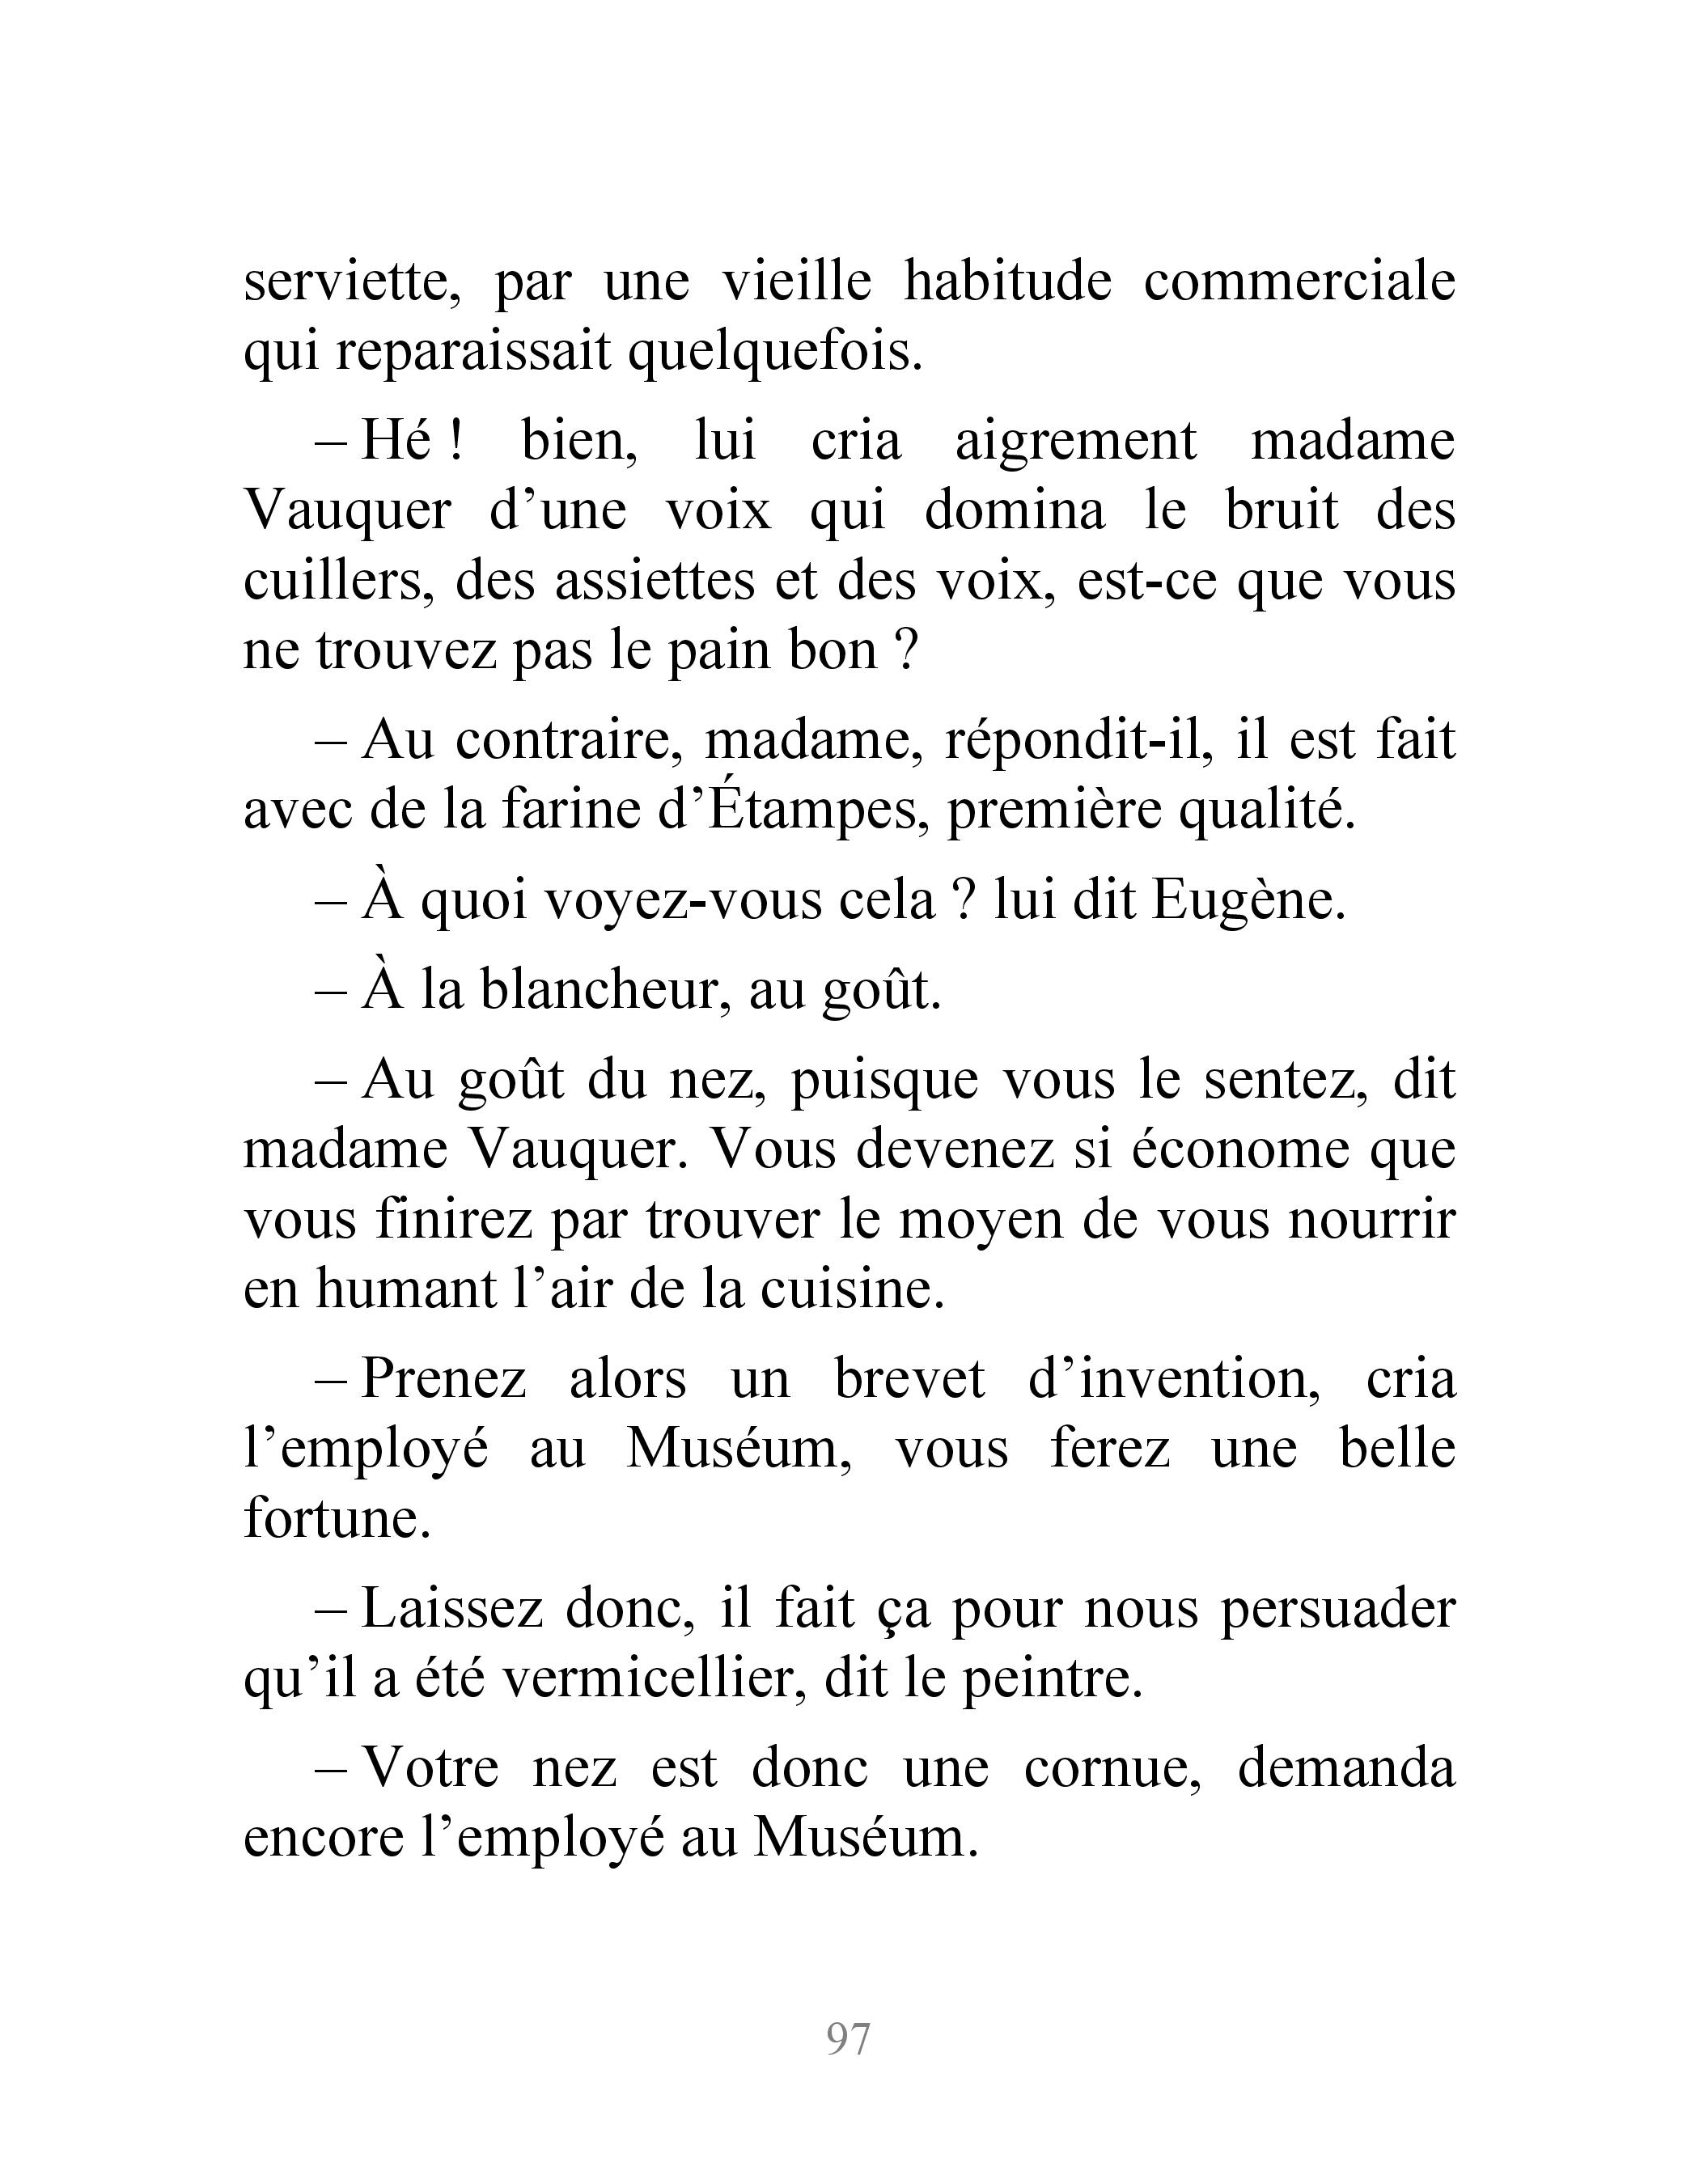 serviette, par une vieille habitude commerciale
qui reparaissait quelquefois.
– Hé ! bien, lui cria aigrement madame
Vauquer d’une voix qui domina le bruit des
cuillers, des assiettes et des voix, est-ce que vous
ne trouvez pas le pain bon ?
– Au contraire, madame, répondit-il, il est fait
avec de la farine d’Étampes, première qualité.
– À quoi voyez-vous cela ? lui dit Eugène.
– À la blancheur, au goût.
– Au goût du nez, puisque vous le sentez, dit
madame Vauquer. Vous devenez si économe que
vous finirez par trouver le moyen de vous nourrir
en humant l’air de la cuisine.
– Prenez alors un brevet d’invention, cria
l’employé au Muséum, vous ferez une belle
fortune.
– Laissez donc, il fait ça pour nous persuader
qu’il a été vermicellier, dit le peintre.
– Votre nez est donc une cornue, demanda
encore l’employé au Muséum.
97